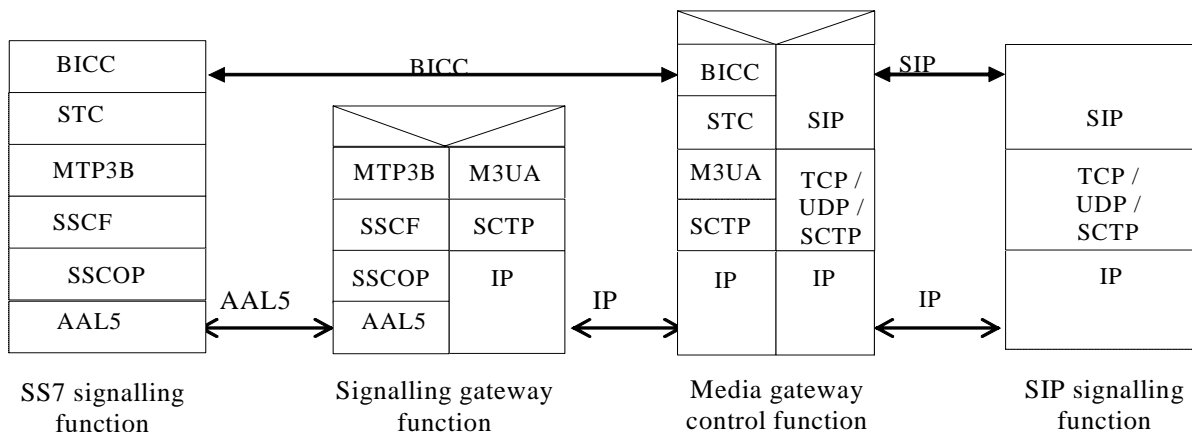 BICC
STC
MTP3B
SSCF
SSCOP
AAL5
SS7 signalling
function
BICC
AAL5
MTP3B
SSCF
SSCOP
AAL5
M3UA
SCTP
IP
Signalling gateway
function
IP
BICC
STC
M3UA
SCTP
IP
SIP
TCP /
UDP /
SCTP
IP
Media gateway
control function
SIP
IP
SIP
TCP /
UDP /
SCTP
IP
SIP signalling
function